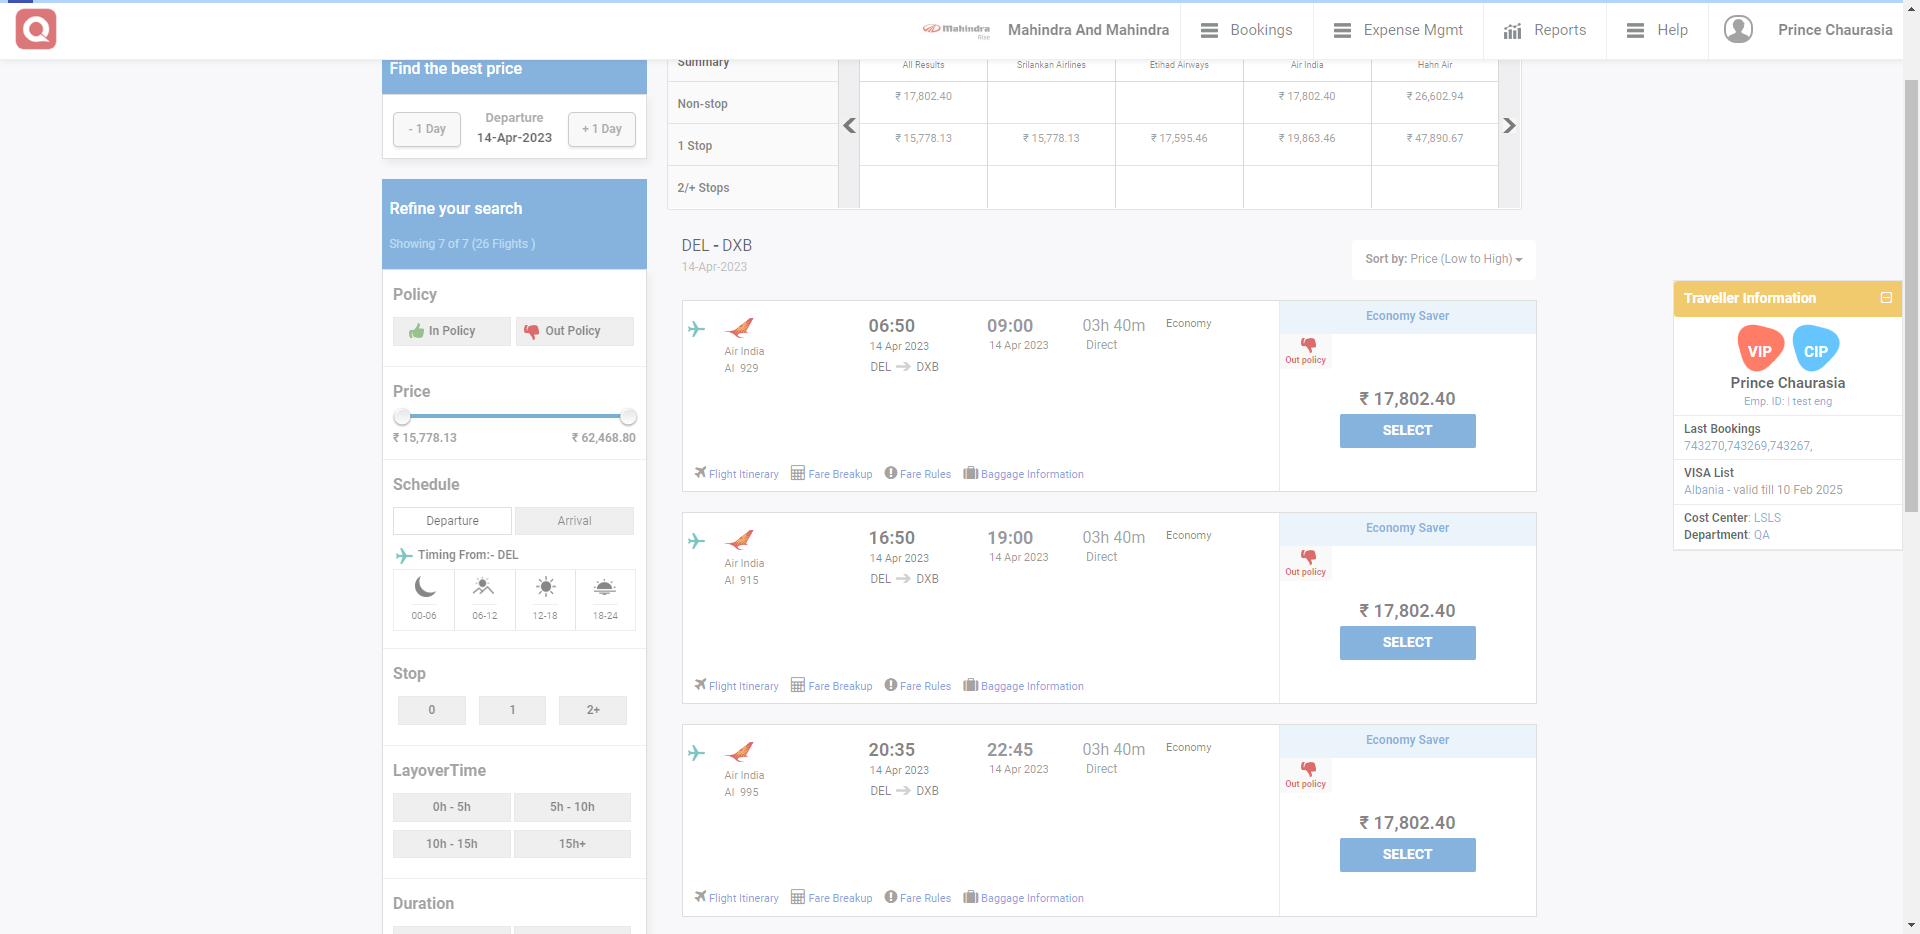 Q
mahindra
Rise
Mahindra And Mahindra
Bookings
Expense Mgmt
Reports
Help
Prince Chaurasia
Find the best price
- 1 Day
Departure
14-Apr-2023
+ 1 Day
Refine your search
Showing 7 of 7 (26 Flights )
Policy
In Policy
Out Policy
Price
₹ 15,778.13
₹ 62,468.80
Schedule
Departure
Arrival
Timing From:- DEL
00-06
06-12
12-18
18-24
Stop
0
1
2+
LayoverTime
0h - 5h
5h - 10h
10h - 15h
15h+
Duration
Summary
All Results
Srilankan Airlines
Etihad Airways
Air India
Hahn Air
Non-stop
₹ 17,802.40
₹ 17,802.40
₹ 26,602.94
1 Stop
₹ 15,778.13
₹ 15,778.13
₹ 17,595.46
₹ 19,863.46
₹ 47,890.67
2/+ Stops
DEL - DXB
14-Apr-2023
Sort by: Price (Low to High)
Air India
AI 929
06:50
14 Apr 2023
DEL DXB
09:00
14 Apr 2023
03h 40m
Direct
Economy
Economy Saver
Out policy
₹ 17,802.40
SELECT
Flight Itinerary
Fare Breakup
Fare Rules
Baggage Information
Air India
AI 915
16:50
14 Apr 2023
DEL DXB
19:00
14 Apr 2023
03h 40m
Direct
Economy
Economy Saver
Out policy
₹ 17,802.40
SELECT
Flight Itinerary
Fare Breakup
Fare Rules
Baggage Information
Air India
AI 995
20:35
14 Apr 2023
DEL DXB
22:45
14 Apr 2023
03h 40m
Direct
Economy
Economy Saver
Out policy
₹ 17,802.40
SELECT
Flight Itinerary
Fare Breakup
Fare Rules
Baggage Information
Traveller Information
VIP
CIP
Prince Chaurasia
Emp. ID: | test eng
Last Bookings
743270,743269,743267,
VISA List
Albania - valid till 10 Feb 2025
Cost Center: LSLS
Department: QA